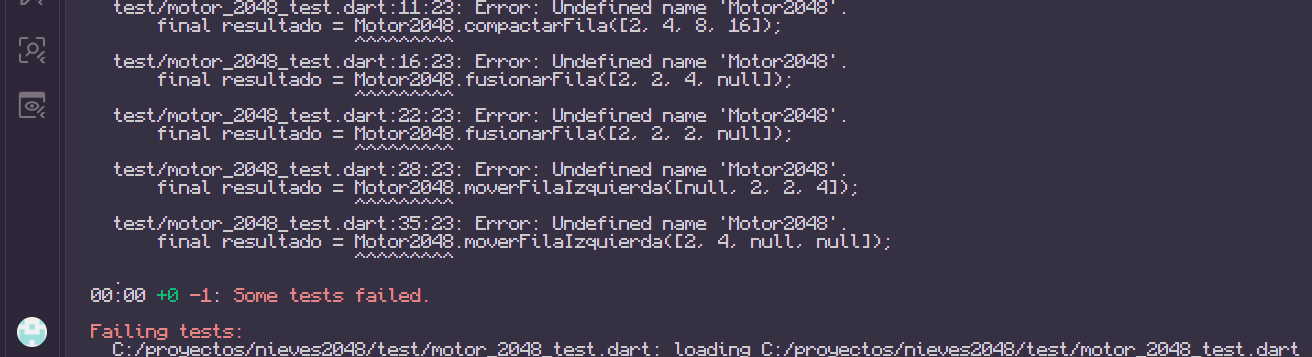 test/motor_2048_test.dart:11:23: Error: Undefined name 'Motor2048'.
final resultado = Motor2048.compactarFila([2, 4, 8, 16]);
^^^^^^^^^
test/motor_2048_test.dart:16:23: Error: Undefined name 'Motor2048'.
final resultado = Motor2048.fusionarFila([2, 2, 4, null]);
^^^^^^^^^
test/motor_2048_test.dart:22:23: Error: Undefined name 'Motor2048'.
final resultado = Motor2048.fusionarFila([2, 2, 2, null]);
^^^^^^^^^
test/motor_2048_test.dart:28:23: Error: Undefined name 'Motor2048'.
final resultado = Motor2048.moverFilaIzquierda([null, 2, 2, 4]);
^^^^^^^^^
test/motor_2048_test.dart:35:23: Error: Undefined name 'Motor2048'.
final resultado = Motor2048.moverFilaIzquierda([2, 4, null, null]);
^^^^^^^^^
.
00:00 +0 -1: Some tests failed.
Failing tests:
C:/proyectos/nieves2048/test/motor_2048_test.dart: loading C:/proyectos/nieves2048/test/motor_2048_test.dart